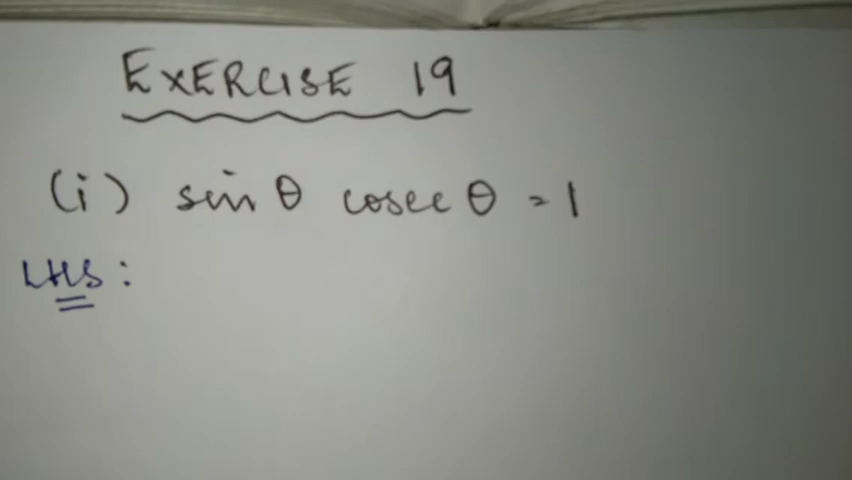 EXERCISE 19
(i) sin θ cosec θ = 1
LHS: